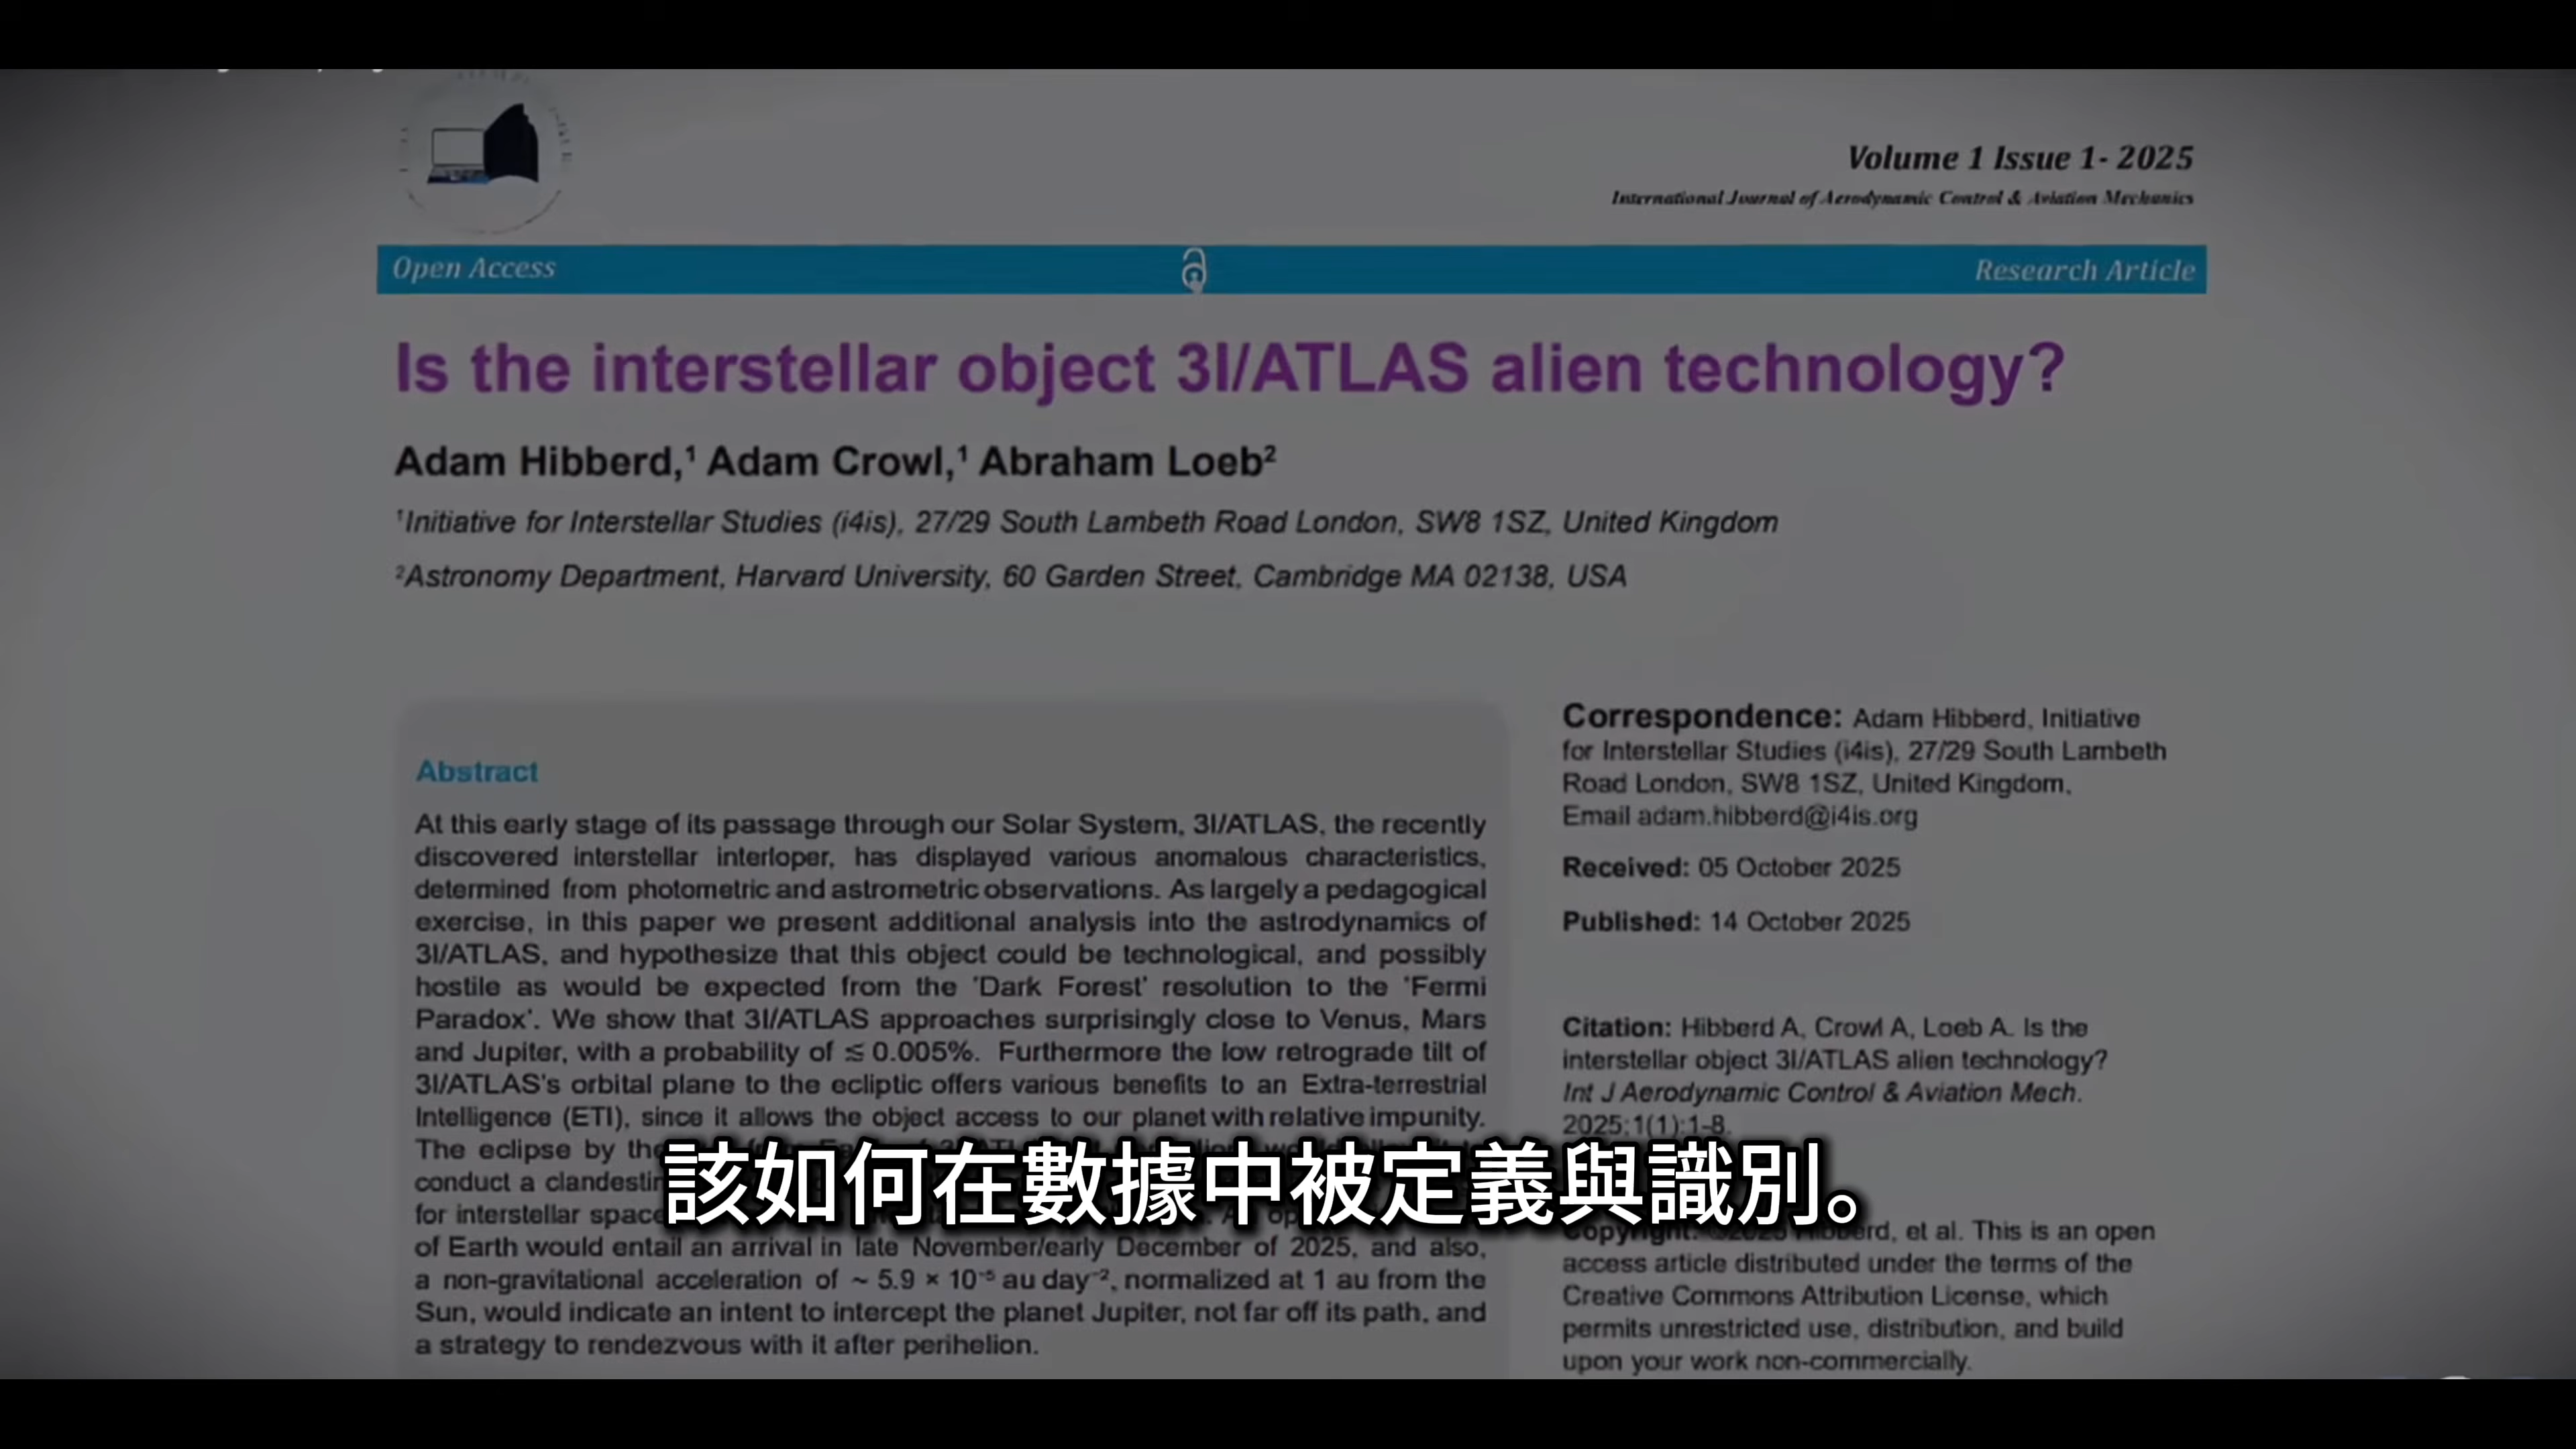 Volume 1 Issue 1- 2025
International Journal of Aerodynamic Control & Aviation Mechanics
Open Access
Research Article
Is the interstellar object 3I/ATLAS alien technology?
Adam Hibberd,¹ Adam Crowl,¹ Abraham Loeb²
¹Initiative for Interstellar Studies (i4is), 27/29 South Lambeth Road London, SW8 1SZ, United Kingdom
²Astronomy Department, Harvard University, 60 Garden Street, Cambridge MA 02138, USA
Abstract
At this early stage of its passage through our Solar System, 3I/ATLAS, the recently
discovered interstellar interloper, has displayed various anomalous characteristics,
determined from photometric and astrometric observations. As largely a pedagogical
exercise, in this paper we present additional analysis into the astrodynamics of
3I/ATLAS, and hypothesize that this object could be technological, and possibly
hostile as would be expected from the 'Dark Forest' resolution to the 'Fermi
Paradox'. We show that 3I/ATLAS approaches surprisingly close to Venus, Mars
and Jupiter, with a probability of ≤ 0.005%. Furthermore the low retrograde tilt of
3I/ATLAS's orbital plane to the ecliptic offers various benefits to an Extra-terrestrial
Intelligence (ETI), since it allows the object access to our planet with relative impunity.
The eclipse by the
conduct a
for interstellar
of Earth would entail an arrival in late November/early December of 2025, and also,
a non-gravitational acceleration of ~ 5.9 × 10⁻⁵ au day⁻², normalized at 1 au from the
Sun, would indicate an intent to intercept the planet Jupiter, not far off its path, and
a strategy to rendezvous with it after perihelion.
Correspondence: Adam Hibberd, Initiative
for Interstellar Studies (i4is), 27/29 South Lambeth
Road London, SW8 1SZ, United Kingdom,
Email adam.hibberd@i4is.org
Received: 05 October 2025
Published: 14 October 2025
Citation: Hibberd A, Crowl A, Loeb A. Is the
interstellar object 3I/ATLAS alien technology?
Int J Aerodynamic Control & Aviation Mech.
2025;1(1):1-8.
Copyright: ©2025 Hibberd, et al. This is an open
access article distributed under the terms of the
Creative Commons Attribution License, which
permits unrestricted use, distribution, and build
upon your work non-commercially.
該如何在數據中被定義與識別。